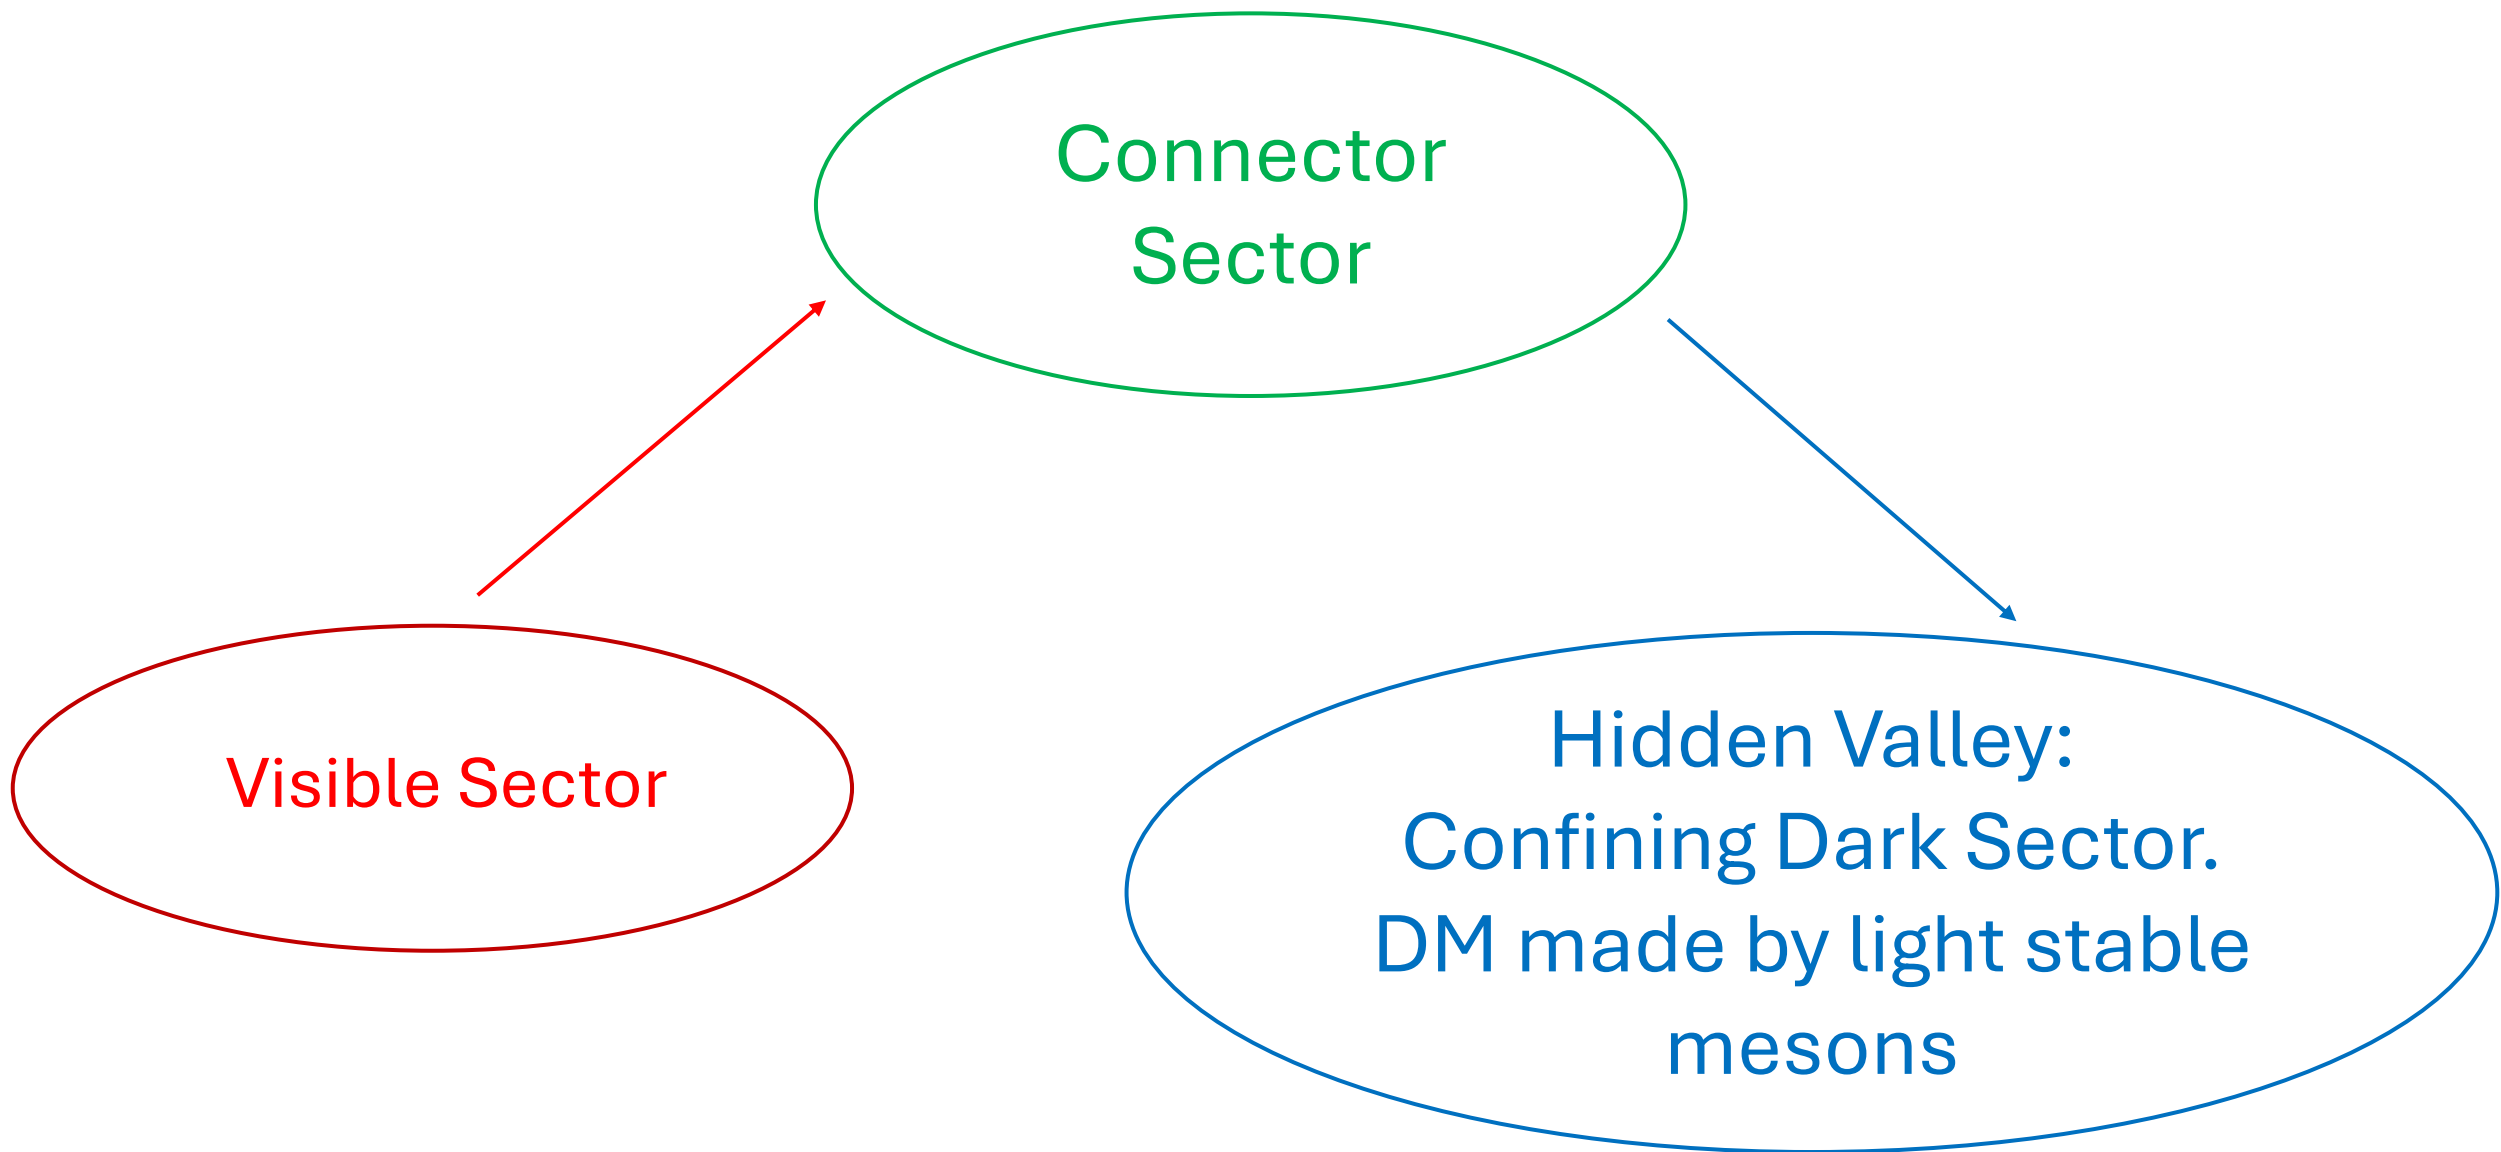 Connector
Sector
Visible Sector
Hidden Valley:
Confining Dark Sector.
DM made by light stable
mesons